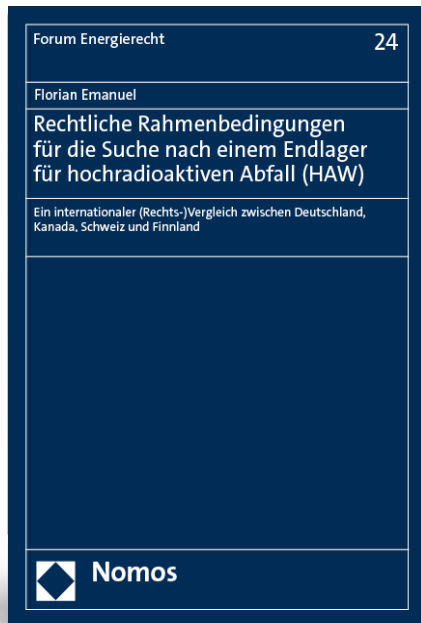 Forum Energierecht 24
Florian Emanuel
Rechtliche Rahmenbedingungen
für die Suche nach einem Endlager
für hochradioaktiven Abfall (HAW)
Ein internationaler (Rechts-)Vergleich zwischen Deutschland,
Kanada, Schweiz und Finnland
Nomos